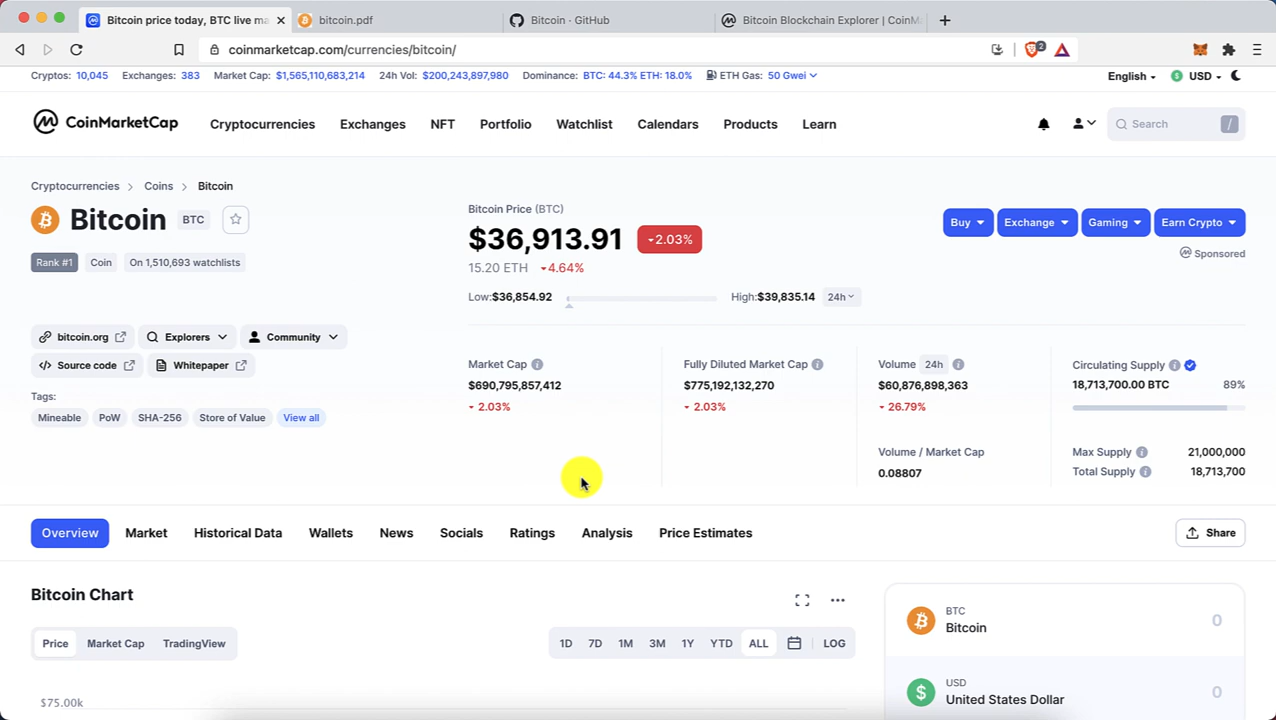 Bitcoin price today, BTC live ma
bitcoin.pdf
Bitcoin · GitHub
Bitcoin Blockchain Explorer | CoinM
coinmarketcap.com/currencies/bitcoin/
2
Cryptos: 10,045 Exchanges: 383 Market Cap: $1,565,110,683,214 24h Vol: $200,243,897,980 Dominance: BTC: 44.3% ETH: 18.0% ETH Gas: 50 Gwei English USD
CoinMarketCap Cryptocurrencies Exchanges NFT Portfolio Watchlist Calendars Products Learn Search /
Cryptocurrencies > Coins > Bitcoin
Bitcoin BTC
Rank #1 Coin On 1,510,693 watchlists
bitcoin.org Explorers Community
Source code Whitepaper
Tags:
Mineable PoW SHA-256 Store of Value View all
Bitcoin Price (BTC)
$36,913.91 2.03%
15.20 ETH 4.64%
Low:$36,854.92 High:$39,835.14 24h
Buy Exchange Gaming Earn Crypto
Sponsored
Market Cap
$690,795,857,412
2.03%
Fully Diluted Market Cap
$775,192,132,270
2.03%
Volume 24h
$60,876,898,363
26.79%
Volume / Market Cap
0.08807
Circulating Supply
18,713,700.00 BTC 89%
Max Supply 21,000,000
Total Supply 18,713,700
Overview Market Historical Data Wallets News Socials Ratings Analysis Price Estimates Share
Bitcoin Chart
Price Market Cap TradingView 1D 7D 1M 3M 1Y YTD ALL LOG
$75.00k
BTC
Bitcoin 0
USD
United States Dollar 0